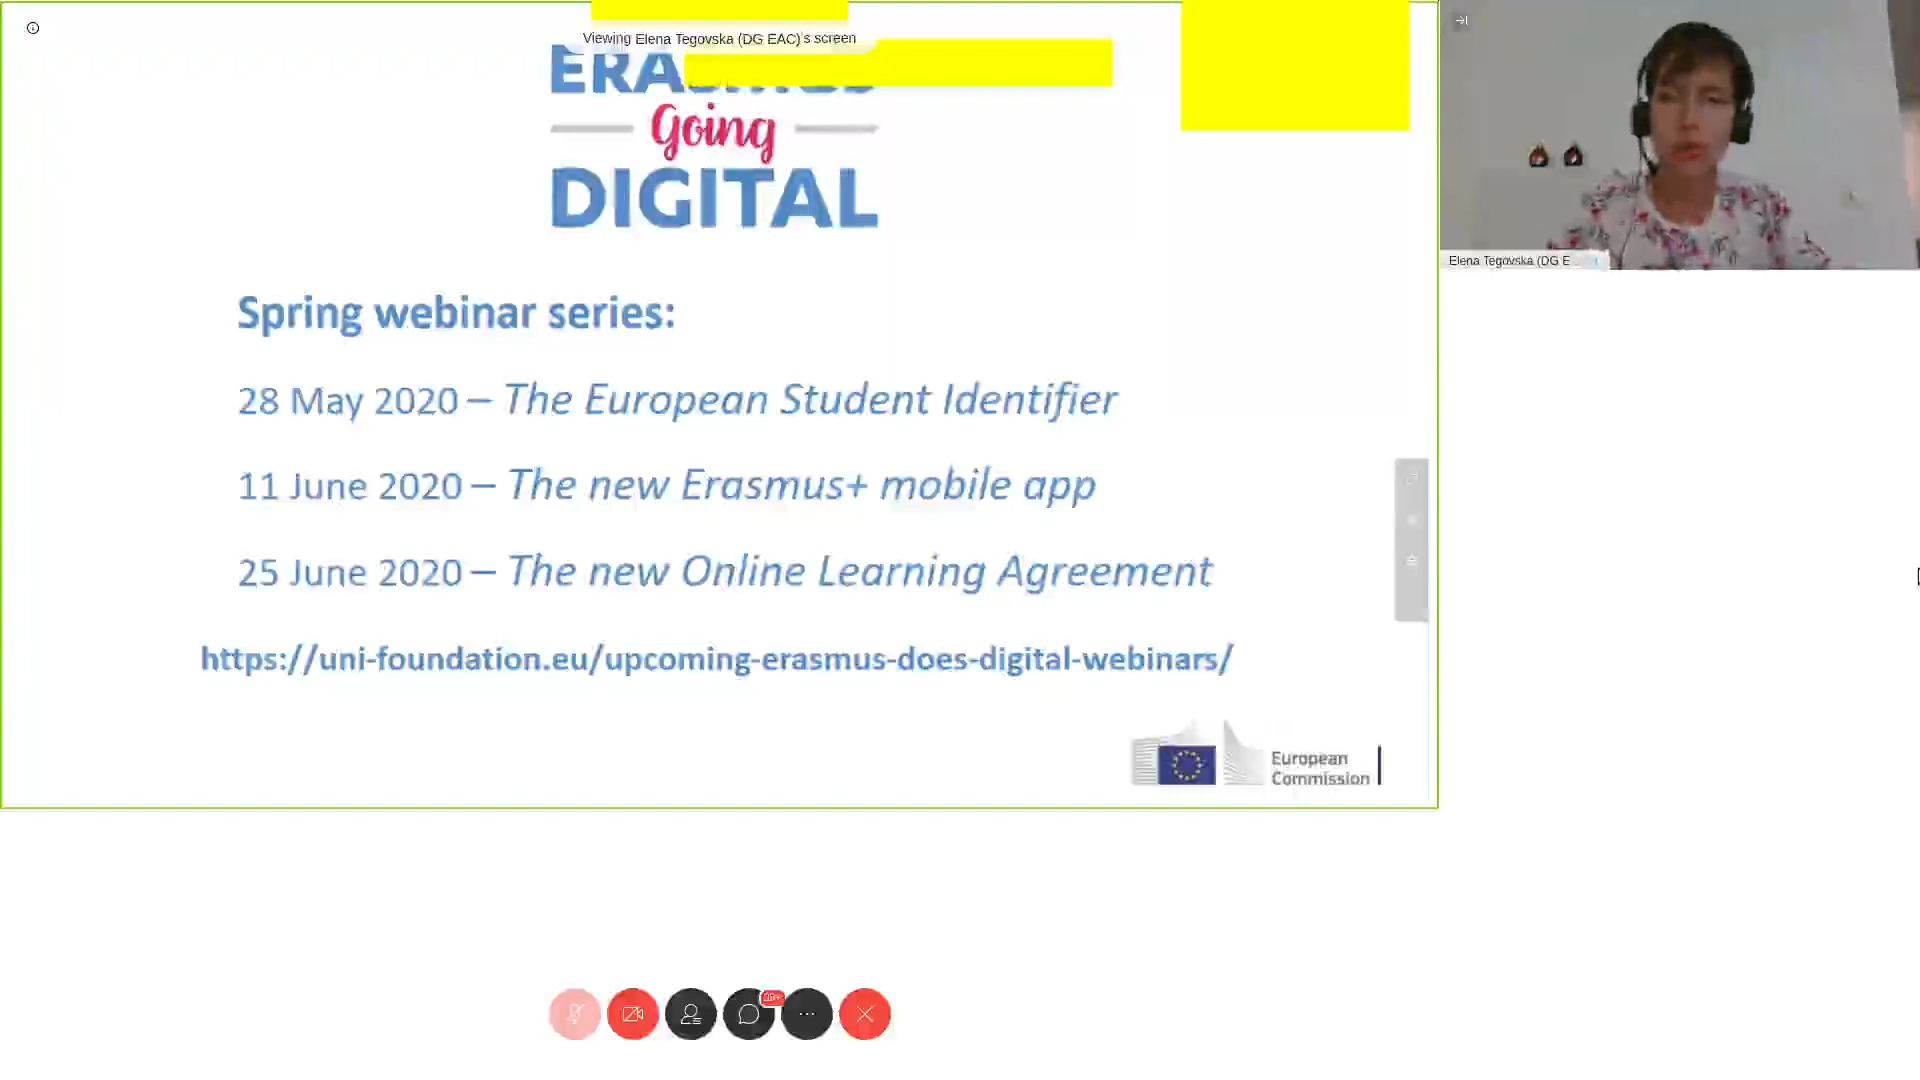 Viewing Elena Tegovska (DG EAC)'s screen
ERASMUS
Going
DIGITAL
Spring webinar series:
28 May 2020 – The European Student Identifier
11 June 2020 – The new Erasmus+ mobile app
25 June 2020 – The new Online Learning Agreement
https://uni-foundation.eu/upcoming-erasmus-does-digital-webinars/
European
Commission
Elena Tegovska (DG E...